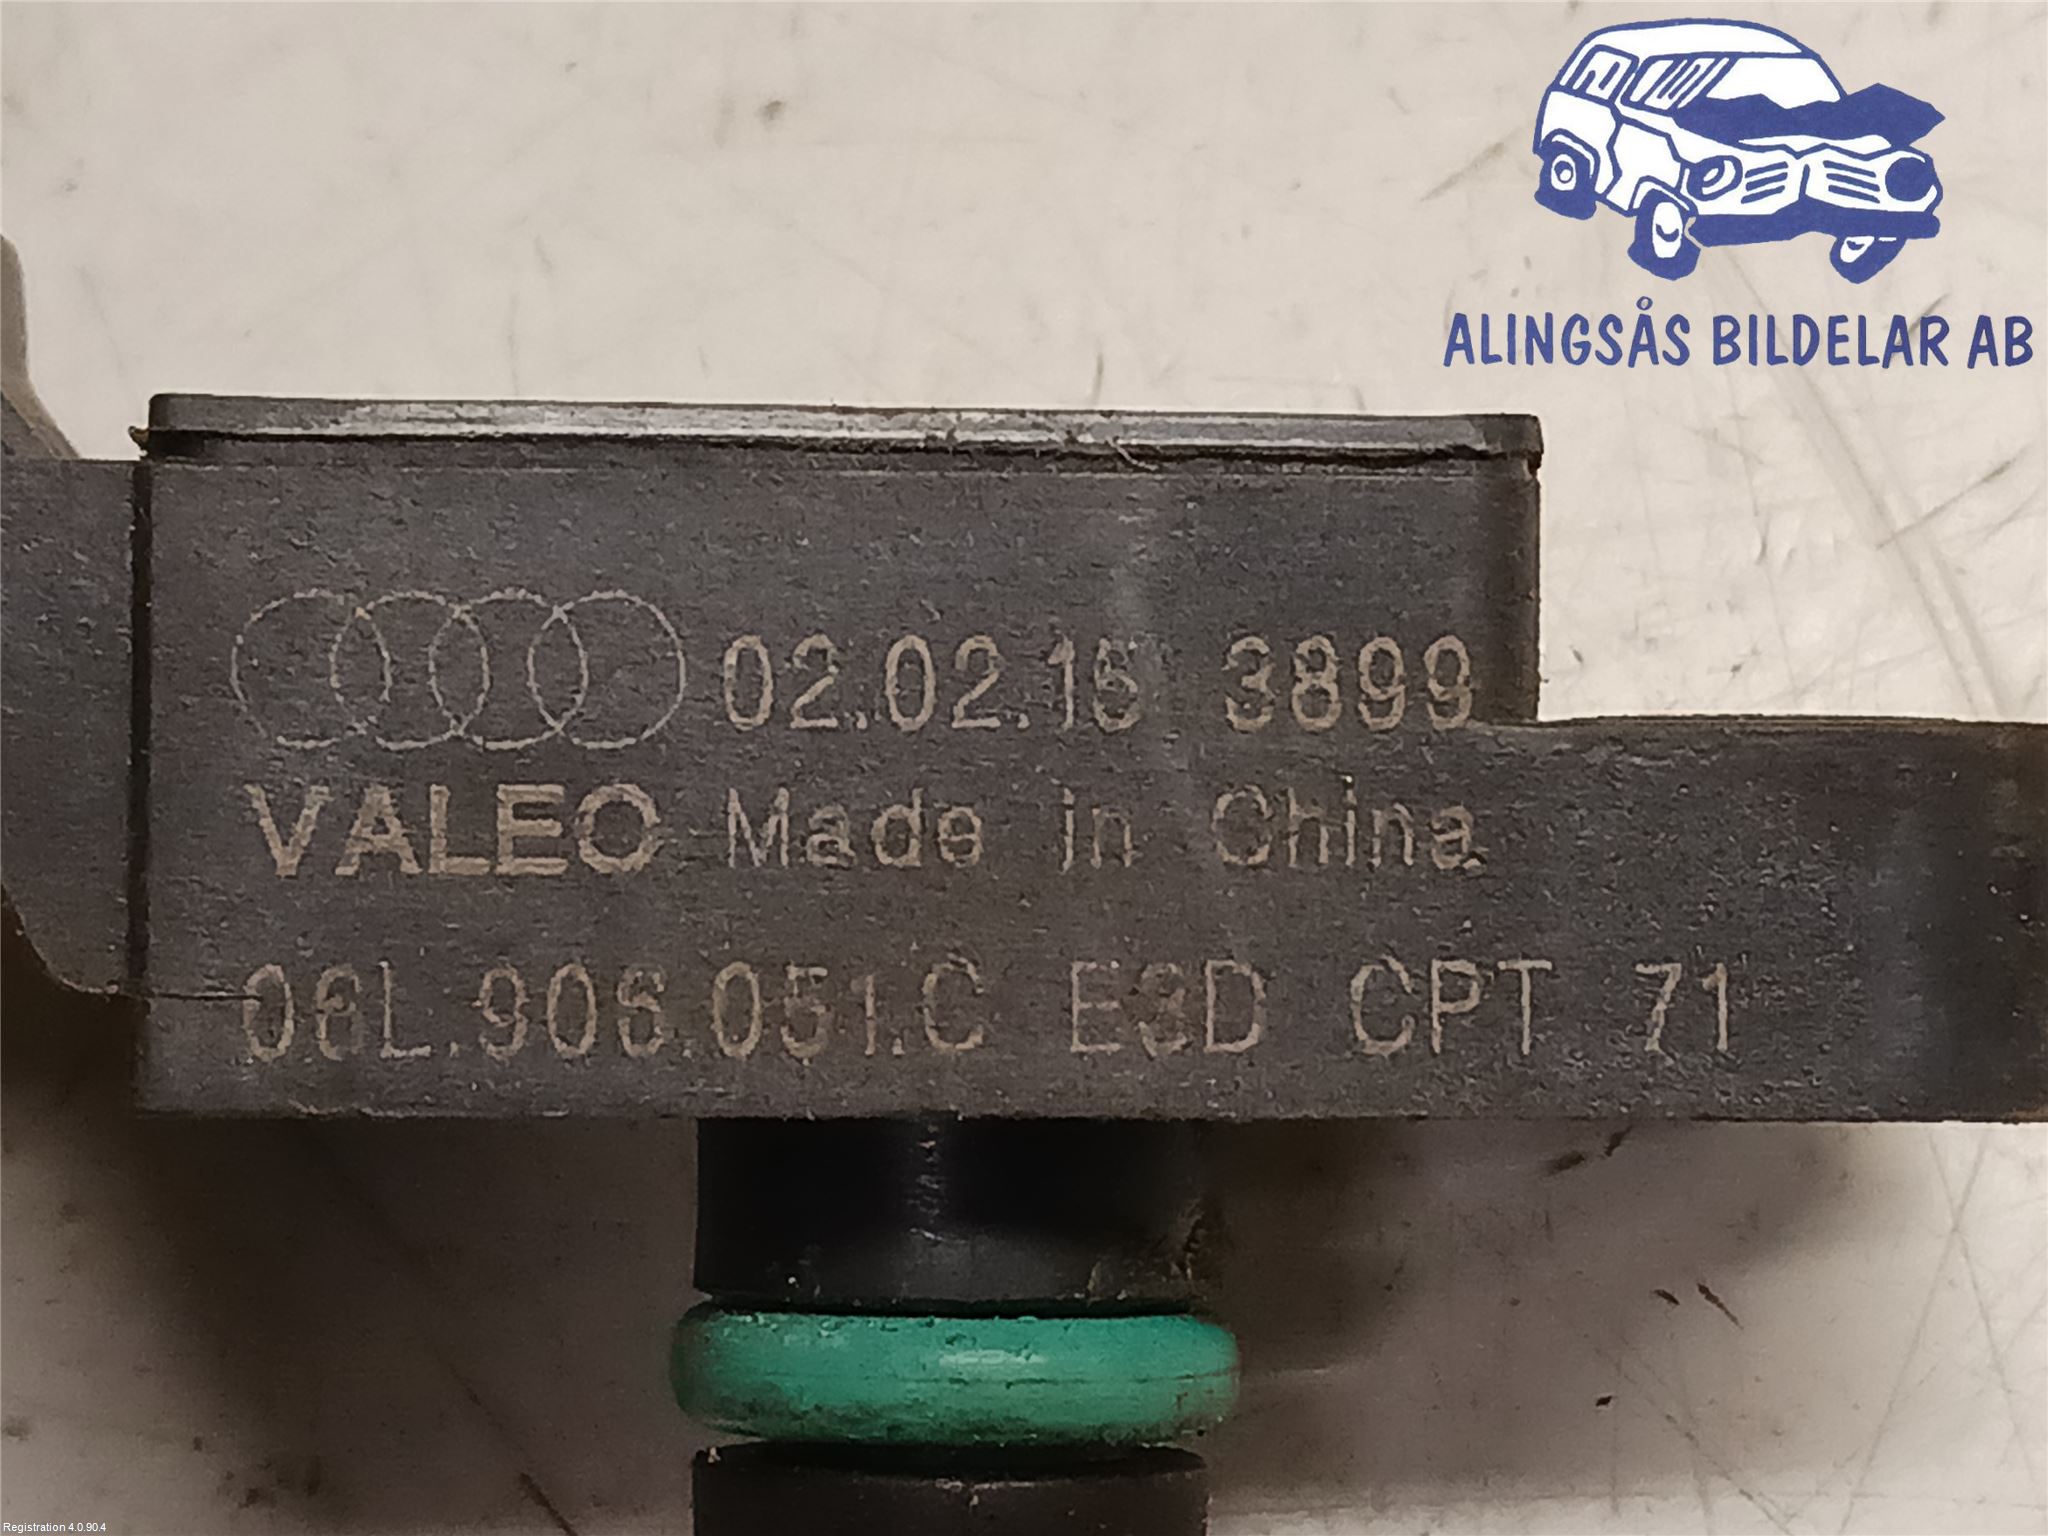 ALINGSÅS BILDELAR AB
02.02.16 3899
VALEO Made in China
06L.906.051.C E3D CPT 71
Registration 4.0.90.4